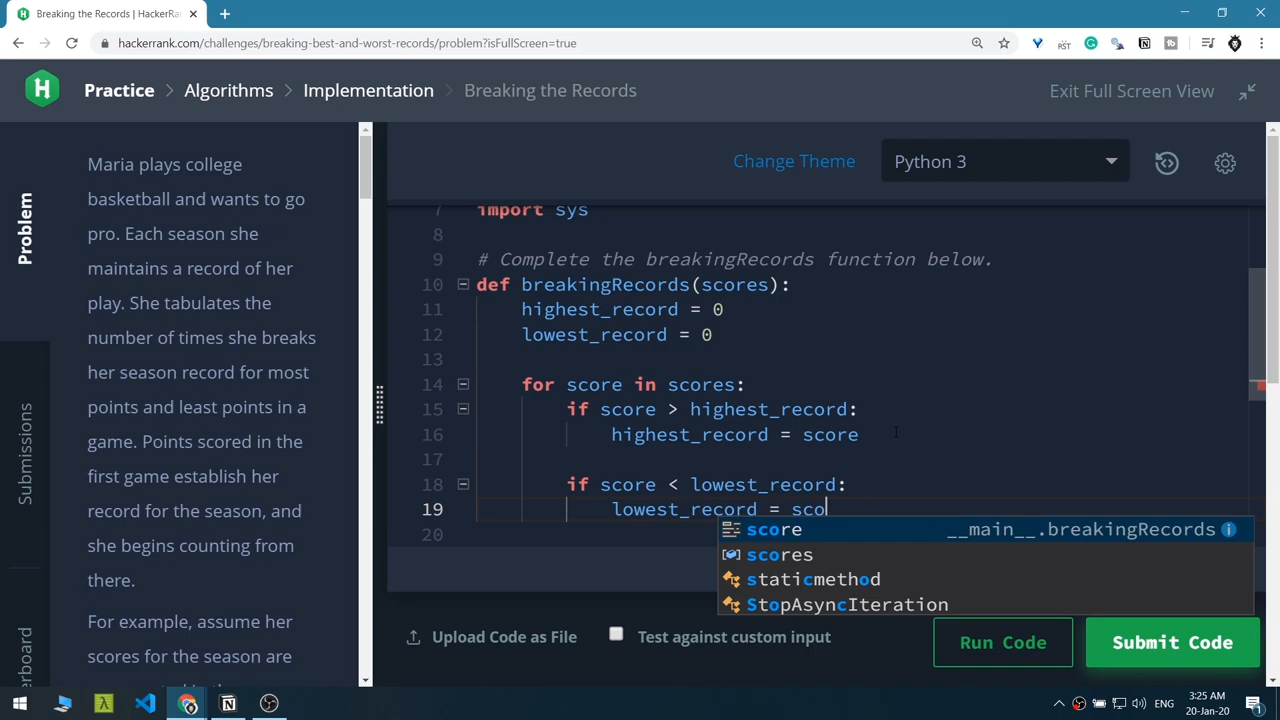 Breaking the Records | HackerRa
hackerrank.com/challenges/breaking-best-and-worst-records/problem?isFullScreen=true
RST
H
Practice > Algorithms > Implementation > Breaking the Records
Exit Full Screen View
Problem
Submissions
erboard
Maria plays college
basketball and wants to go
pro. Each season she
maintains a record of her
play. She tabulates the
number of times she breaks
her season record for most
points and least points in a
game. Points scored in the
first game establish her
record for the season, and
she begins counting from
there.
For example, assume her
scores for the season are
Change Theme
Python 3
7 import sys
8
9 # Complete the breakingRecords function below.
10 def breakingRecords(scores):
11 highest_record = 0
12 lowest_record = 0
13
14 for score in scores:
15 if score > highest_record:
16 highest_record = score
17
18 if score < lowest_record:
19 lowest_record = sco
20
score __main__.breakingRecords
scores
staticmethod
StopAsyncIteration
Upload Code as File
Test against custom input
Run Code
Submit Code
ENG
3:25 AM
20-Jan-20
1